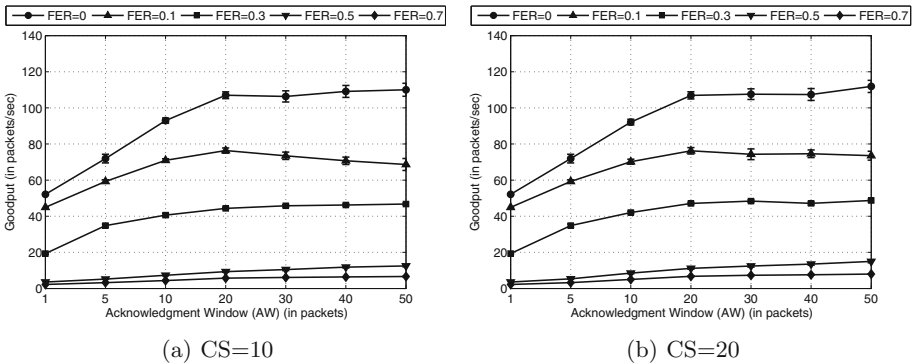 FER=0 FER=0.1 FER=0.3 FER=0.5 FER=0.7
140
120
100
80
60
40
20
0
Goodput (in packets/sec)
1 5 10 20 30 40 50
Acknowledgment Window (AW) (in packets)
(a) CS=10
FER=0 FER=0.1 FER=0.3 FER=0.5 FER=0.7
140
120
100
80
60
40
20
0
Goodput (in packets/sec)
1 5 10 20 30 40 50
Acknowledgment Window (AW) (in packets)
(b) CS=20